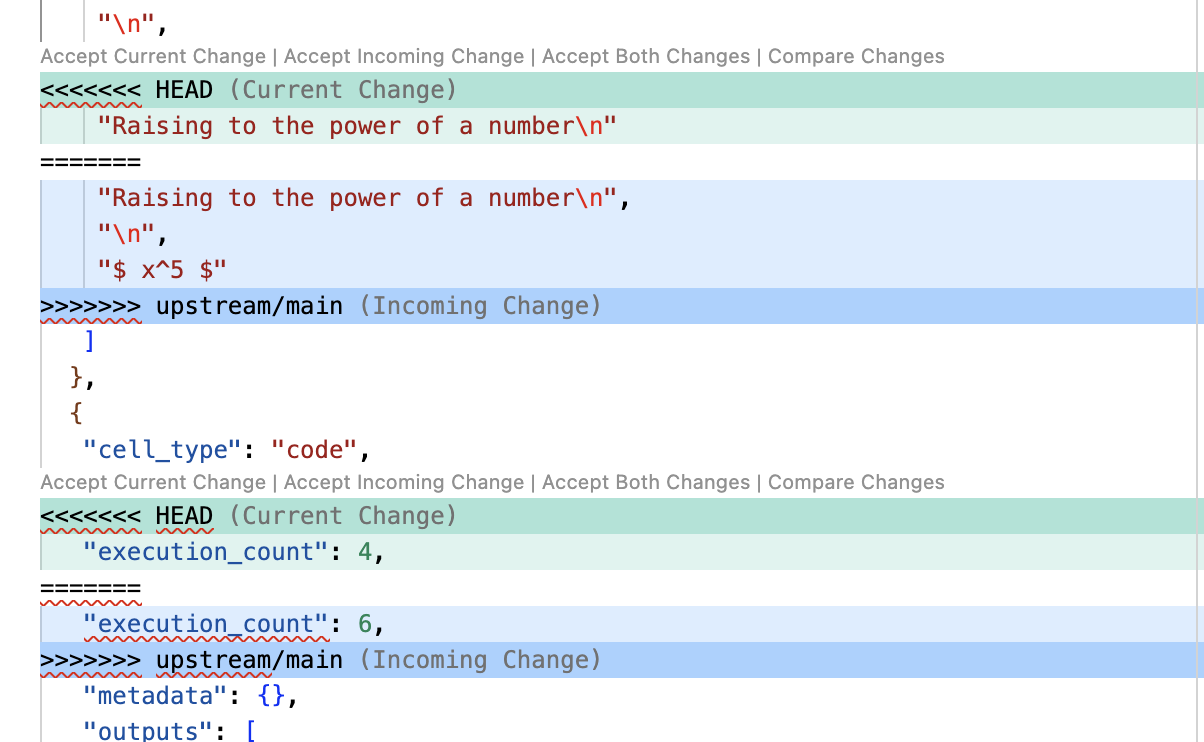 "\n",
Accept Current Change | Accept Incoming Change | Accept Both Changes | Compare Changes
<<<<<<< HEAD (Current Change)
"Raising to the power of a number\n"
=======
"Raising to the power of a number\n",
"\n",
"$ x^5 $"
>>>>>>> upstream/main (Incoming Change)
]
},
{
"cell_type": "code",
Accept Current Change | Accept Incoming Change | Accept Both Changes | Compare Changes
<<<<<<< HEAD (Current Change)
"execution_count": 4,
=======
"execution_count": 6,
>>>>>>> upstream/main (Incoming Change)
"metadata": {},
"outputs": [